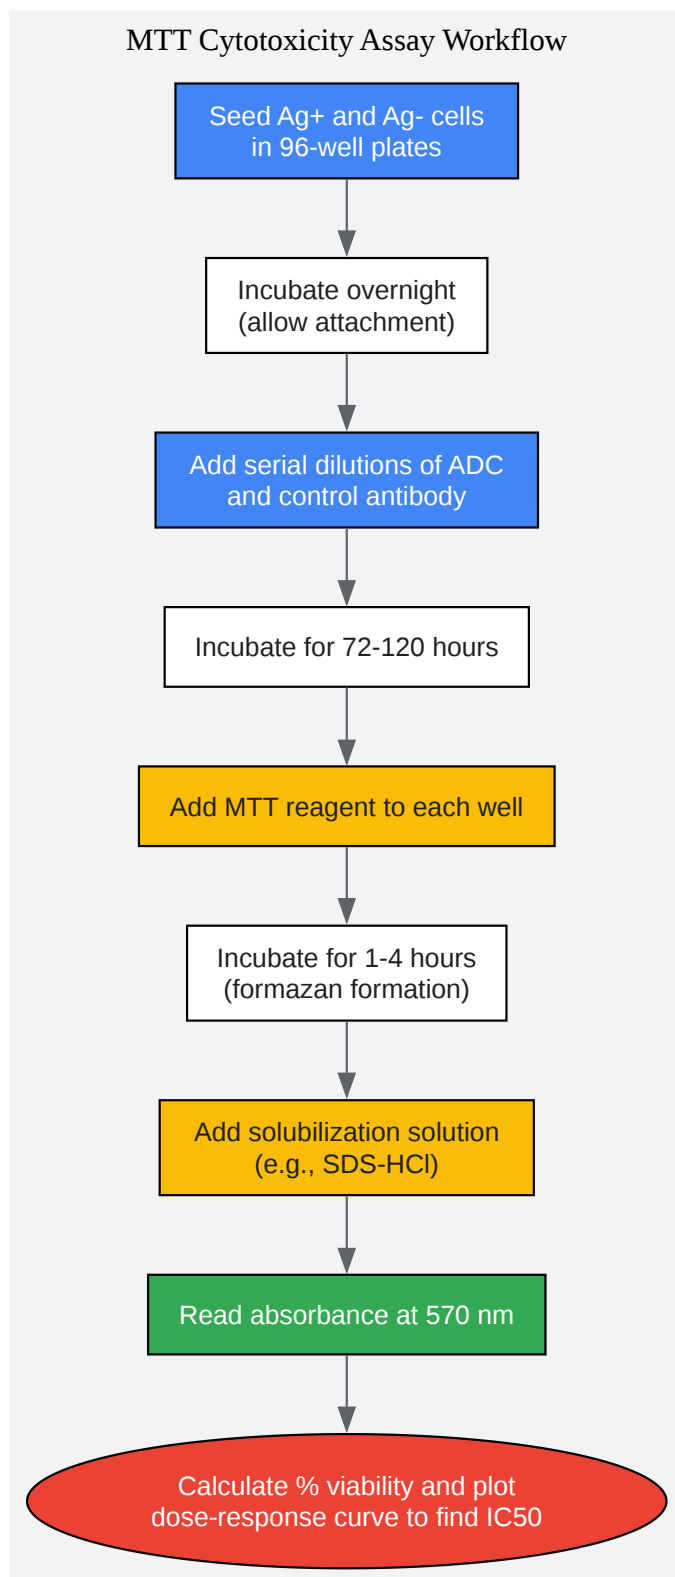 MTT Cytotoxicity Assay Workflow
Seed Ag+ and Ag- cells
in 96-well plates
Incubate overnight
(allow attachment)
Add serial dilutions of ADC
and control antibody
Incubate for 72-120 hours
Add MTT reagent to each well
Incubate for 1-4 hours
(formazan formation)
Add solubilization solution
(e.g., SDS-HCl)
Read absorbance at 570 nm
Calculate % viability and plot
dose-response curve to find IC50